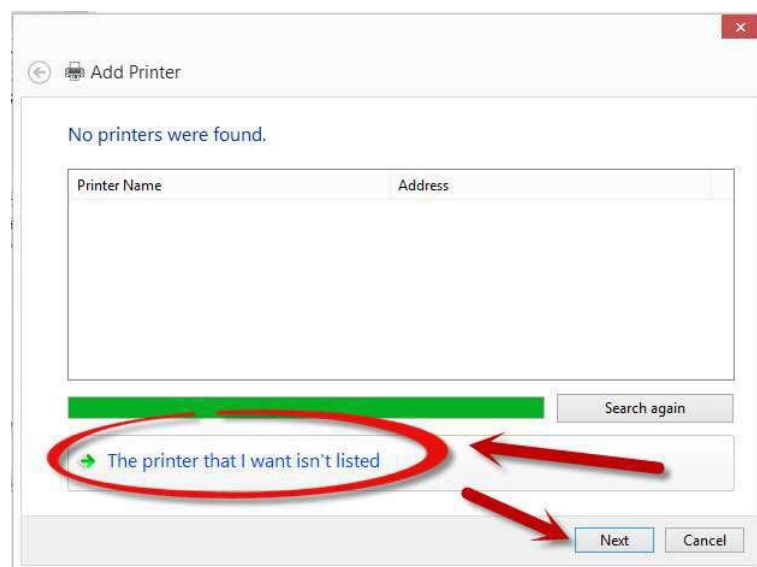 Add Printer
No printers were found.
Printer Name Address
Search again
The printer that I want isn't listed
Next Cancel